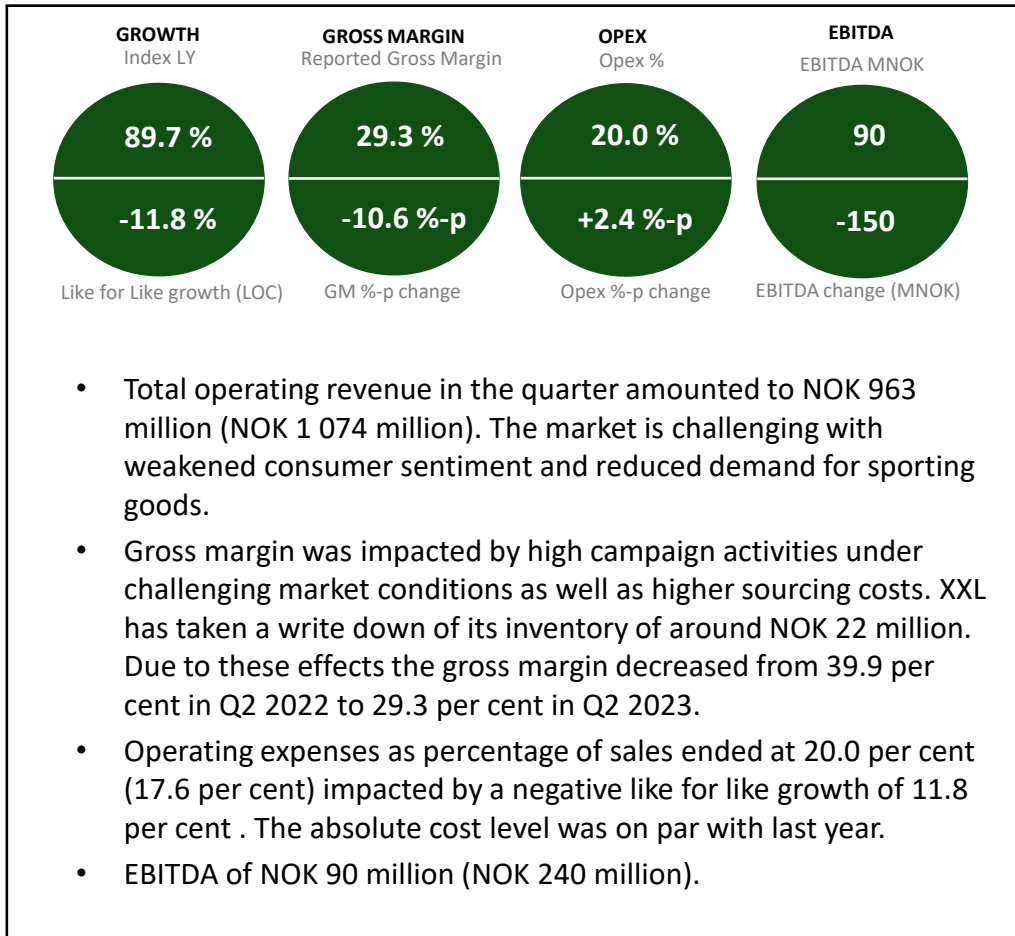 GROWTH
Index LY
GROSS MARGIN
Reported Gross Margin
OPEX
Opex %
EBITDA
EBITDA MNOK
89.7 %
29.3 %
20.0 %
90
-11.8 %
-10.6 %-p
+2.4 %-p
-150
Like for Like growth (LOC)
GM %-p change
Opex %-p change
EBITDA change (MNOK)
• Total operating revenue in the quarter amounted to NOK 963
million (NOK 1 074 million). The market is challenging with
weakened consumer sentiment and reduced demand for sporting
goods.
• Gross margin was impacted by high campaign activities under
challenging market conditions as well as higher sourcing costs. XXL
has taken a write down of its inventory of around NOK 22 million.
Due to these effects the gross margin decreased from 39.9 per
cent in Q2 2022 to 29.3 per cent in Q2 2023.
• Operating expenses as percentage of sales ended at 20.0 per cent
(17.6 per cent) impacted by a negative like for like growth of 11.8
per cent . The absolute cost level was on par with last year.
• EBITDA of NOK 90 million (NOK 240 million).